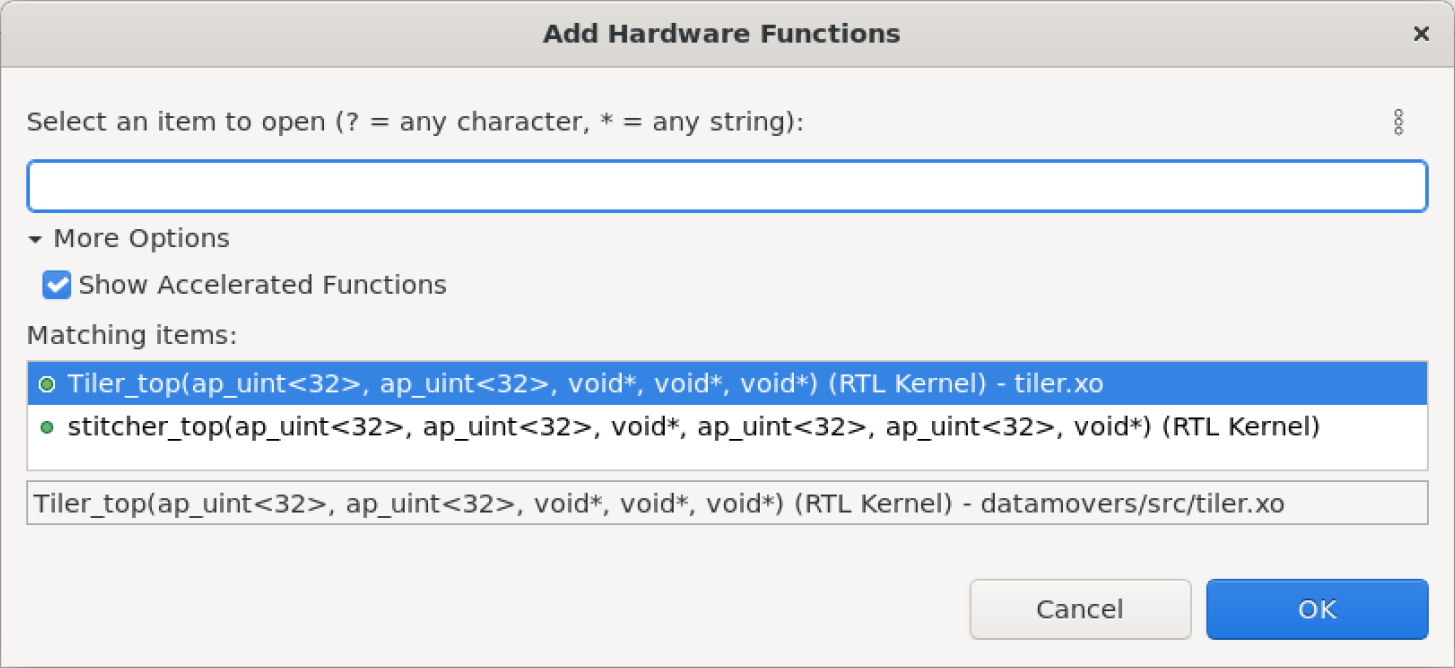 Add Hardware Functions
Select an item to open (? = any character, * = any string):
More Options
Show Accelerated Functions
Matching items:
Tiler_top(ap_uint<32>, ap_uint<32>, void*, void*, void*) (RTL Kernel) - tiler.xo
stitcher_top(ap_uint<32>, ap_uint<32>, void*, ap_uint<32>, ap_uint<32>, void*) (RTL Kernel)
Tiler_top(ap_uint<32>, ap_uint<32>, void*, void*, void*) (RTL Kernel) - datamovers/src/tiler.xo
Cancel
OK